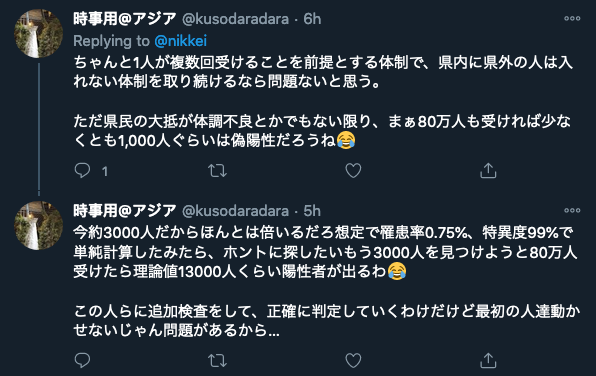 時事用@アジア @kusodaradara · 6h
Replying to @nikkei
ちゃんと1人が複数回受けることを前提とする体制で、県内に県外の人は入
れない体制を取り続けるなら問題ないと思う。
ただ県民の大抵が体調不良とかでもない限り、まぁ80万人も受ければ少な
くとも1,000人ぐらいは偽陽性だろうね😂
1
時事用@アジア @kusodaradara · 5h
今約3000人だからほんとは倍いるだろ想定で罹患率0.75%、特異度99%で
単純計算したみたら、ホントに探したいもう3000人を見つけようと80万人
受けたら理論値13000人くらい陽性者が出るわ😂
この人らに追加検査をして、正確に判定していくわけだけど最初の人達動か
せないじゃん問題があるから...